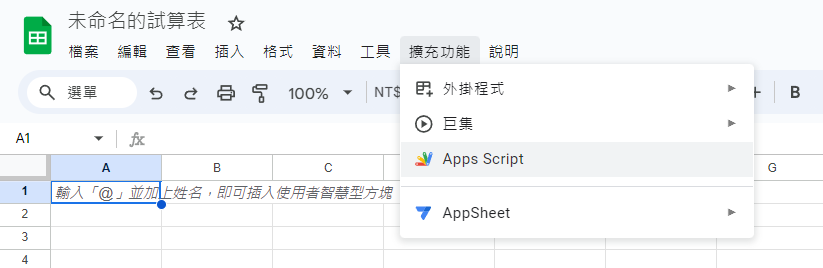 未命名的試算表
檔案 編輯 查看 插入 格式 資料 工具 擴充功能 說明
選單 100% NT$ B
外掛程式
巨集
Apps Script
AppSheet
A1 fx
A B C G
1 輸入「@」並加上姓名，即可插入使用者智慧型方塊
2
3
4